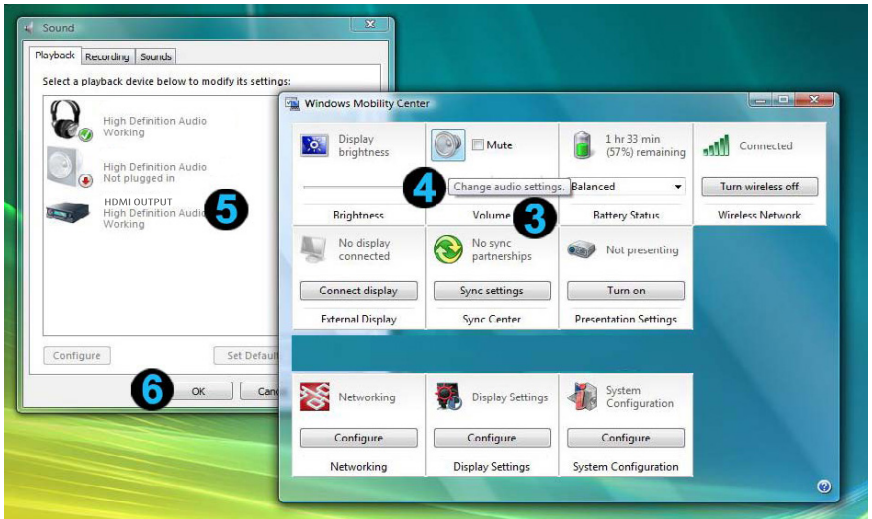 Sound
Playback Recording Sounds
Select a playback device below to modify its settings:
High Definition Audio
Working
High Definition Audio
Not plugged in
HDMI OUTPUT
High Definition Audio
Working
5
Configure
Set Default
6
OK
Windows Mobility Center
Display
brightness
Brightness
Mute
4
Change audio settings.
Volume
3
1 hr 33 min
(57%) remaining
Balanced
Battery Status
Connected
Turn wireless off
Wireless Network
No display
connected
Connect display
External Display
No sync
partnerships
Sync settings
Sync Center
Not presenting
Turn on
Presentation Settings
Networking
Configure
Networking
Display Settings
Configure
Display Settings
System
Configuration
Configure
System Configuration